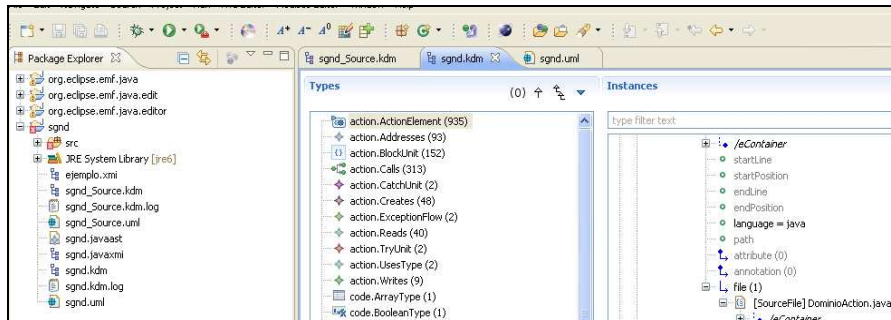 Package Explorer
org.eclipse.emf.java
org.eclipse.emf.java.edit
org.eclipse.emf.java.editor
sgnd
src
JRE System Library [jre6]
ejemplo.xmi
sgnd_Source.kdm
sgnd_Source.kdm.log
sgnd_Source.uml
sgnd.javaast
sgnd.javaxmi
sgnd.kdm
sgnd.kdm.log
sgnd.uml
sgnd_Source.kdm
sgnd.kdm
sgnd.uml
Types
(0)
action.ActionElement (935)
action.Addresses (93)
action.BlockUnit (152)
action.Calls (313)
action.CatchUnit (2)
action.Creates (48)
action.ExceptionFlow (2)
action.Reads (40)
action.TryUnit (2)
action.UsesType (2)
action.Writes (9)
code.ArrayType (1)
code.BooleanType (1)
Instances
type filter text
/eContainer
startLine
startPosition
endLine
endPosition
language = java
path
attribute (0)
annotation (0)
file (1)
[SourceFile] DominioAction.java
/eContainer